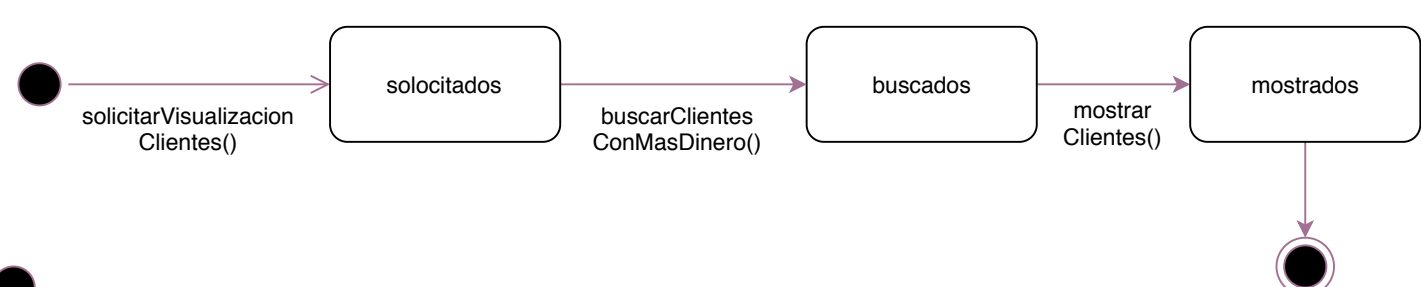 solocitados
buscados
mostrados
solicitarVisualizacion
Clientes()
buscarClientes
ConMasDinero()
mostrar
Clientes()